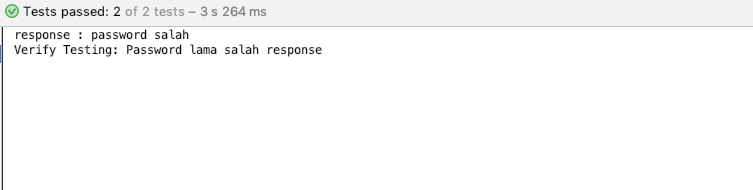 Tests passed: 2 of 2 tests – 3 s 264 ms
response : password salah
Verify Testing: Password lama salah response